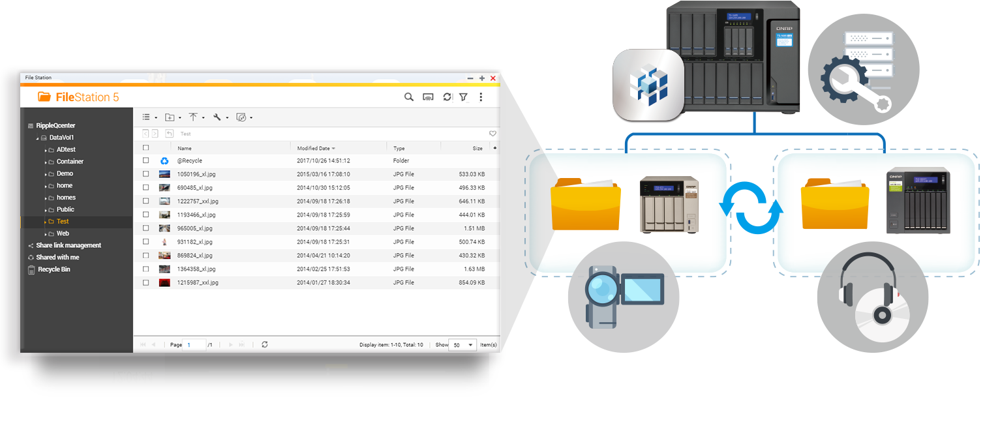 File Station
FileStation 5
RippleQcenter
DataVol1
ADtest
Container
Demo
home
homes
Public
Test
Web
Share link management
Shared with me
Recycle Bin
Test
Name Modified Date Type Size
@Recycle 2017/10/26 14:51:12 Folder
1050196_xl.jpg 2015/03/16 17:08:10 JPG File 533.03 KB
690485_xl.jpg 2014/10/30 15:12:05 JPG File 496.33 KB
1222757_xxl.jpg 2014/09/18 17:26:18 JPG File 646.11 KB
1193466_xl.jpg 2014/09/18 17:25:59 JPG File 444.01 KB
965005_xl.jpg 2014/09/18 17:25:44 JPG File 1.51 MB
931182_xl.jpg 2014/09/18 17:25:31 JPG File 500.74 KB
869824_xl.jpg 2014/04/21 10:14:20 JPG File 430.32 KB
1364358_xl.jpg 2014/02/25 17:51:53 JPG File 1.63 MB
1215987_xxl.jpg 2014/01/27 18:30:34 JPG File 854.09 KB
Page 1 /1 Display item: 1-10, Total: 10 Show 50 Item(s)
QNAP
QNAP
QNAP